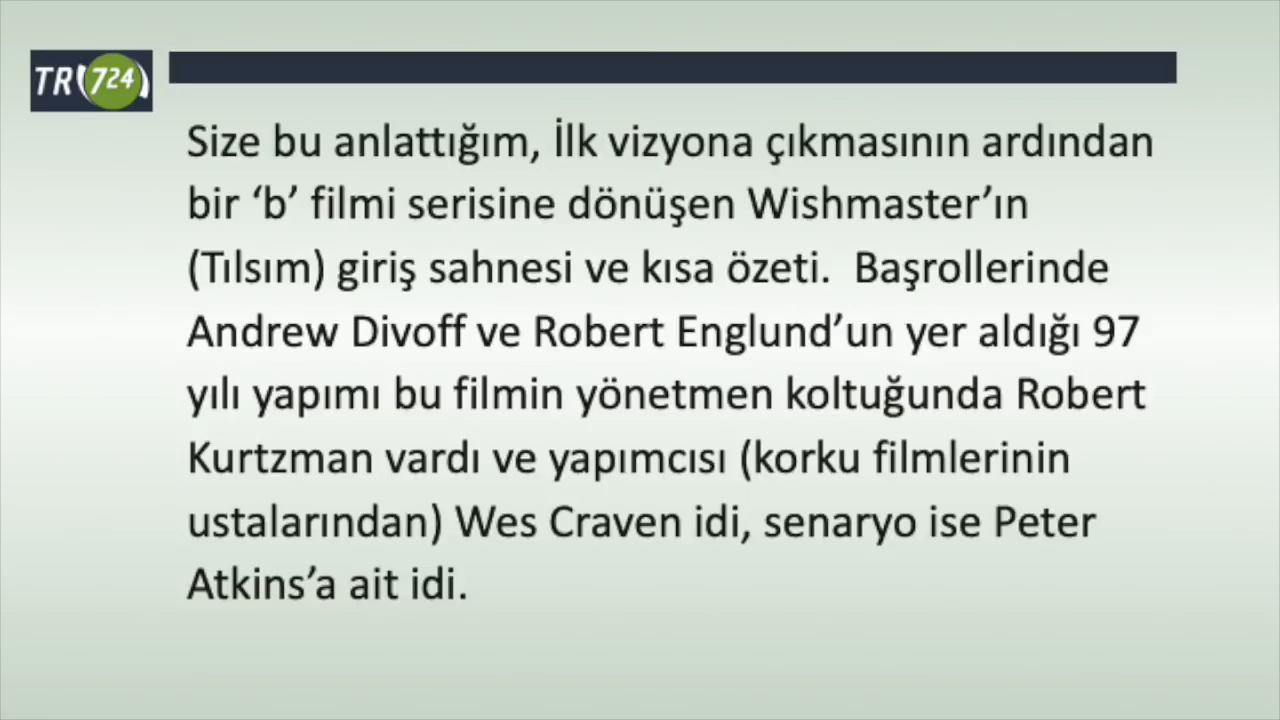 TR724
Size bu anlattığım, İlk vizyona çıkmasının ardından
bir ‘b’ filmi serisine dönüşen Wishmaster’ın
(Tılsım) giriş sahnesi ve kısa özeti.  Başrollerinde
Andrew Divoff ve Robert Englund’un yer aldığı 97
yılı yapımı bu filmin yönetmen koltuğunda Robert
Kurtzman vardı ve yapımcısı (korku filmlerinin
ustalarından) Wes Craven idi, senaryo ise Peter
Atkins’a ait idi.